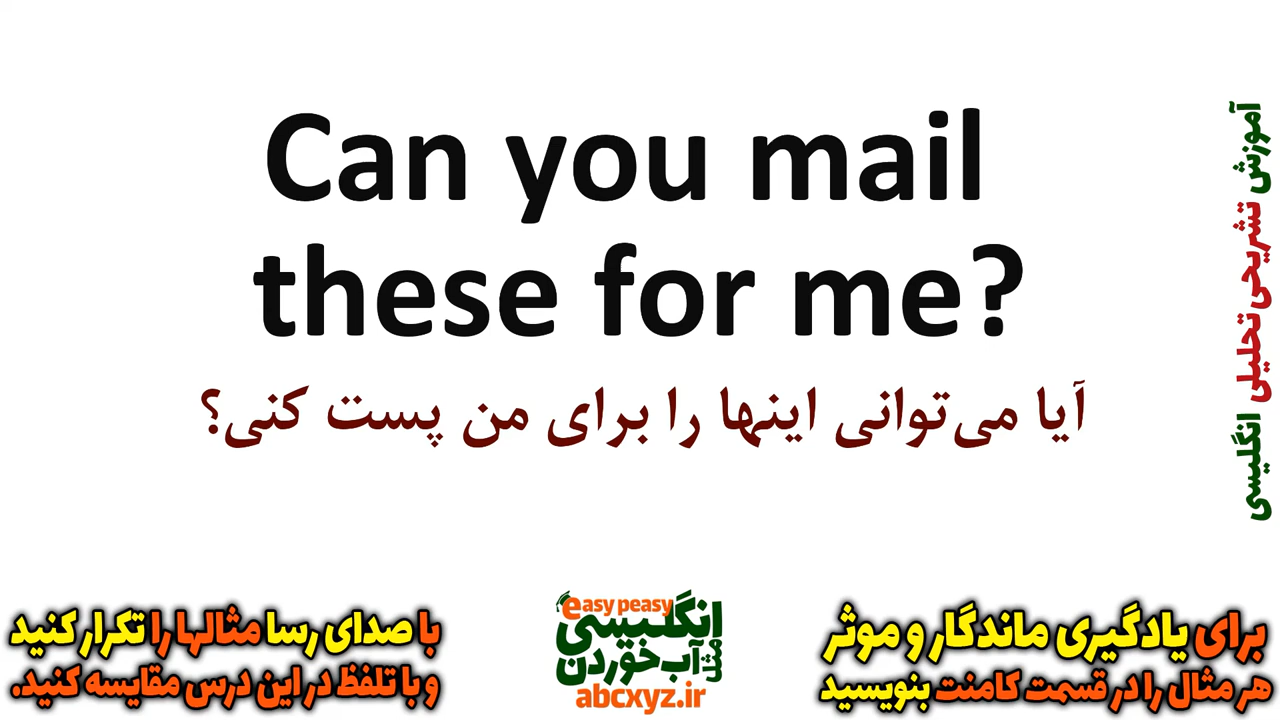 Can you mail
these for me?
آیا می‌توانی اینها را برای من پست کنی؟
آموزش تشریحی تحلیلی انگلیسی
با صدای رسا مثالها را تکرار کنید
و با تلفظ در این درس مقایسه کنید.
easy peasy
انگلیسی
مثل آب خوردن
abcxyz.ir
برای یادگیری ماندگار و موثر
هر مثال را در قسمت کامنت بنویسید